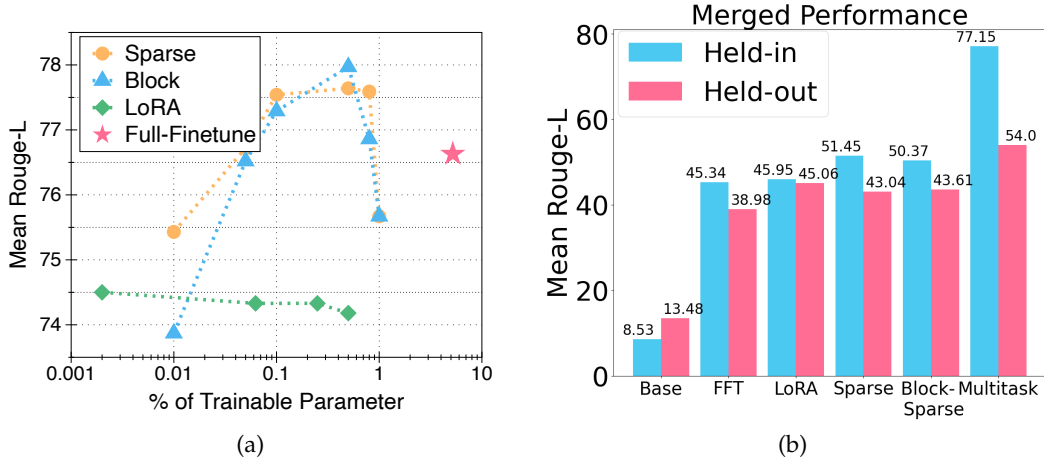 Mean Rouge-L
78
77
76
75
74
Sparse
Block
LoRA
Full-Finetune
0.001
0.01
0.1
1
10
% of Trainable Parameter
(a)
Merged Performance
Mean Rouge-L
80
60
40
20
0
Held-in
Held-out
8.53
13.48
45.34
38.98
45.95
45.06
51.45
43.04
50.37
43.61
77.15
54.0
Base
FFT
LoRA
Sparse
Block-
Sparse
Multitask
(b)